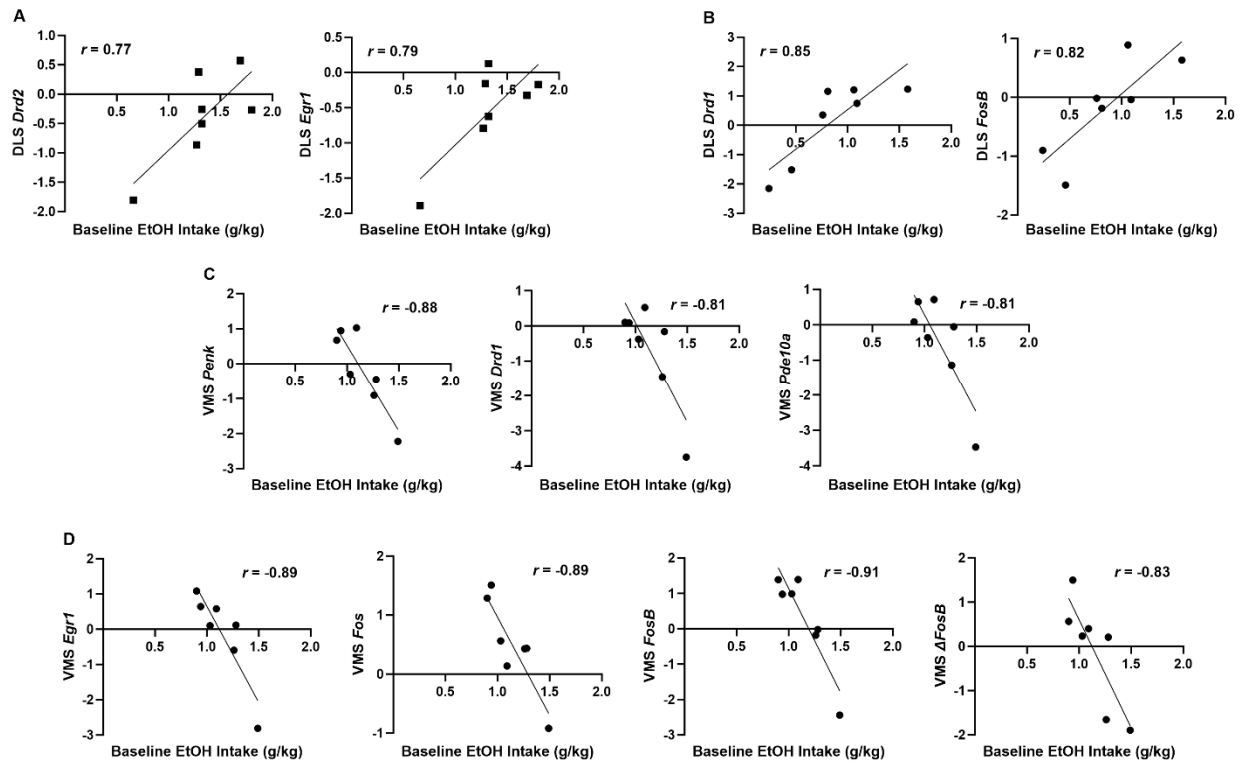 A
r = 0.77
1.0
0.5
0.0
-0.5
-1.0
-1.5
-2.0
0.5 1.0 1.5 2.0
DLS Drd2
Baseline EtOH Intake (g/kg)
r = 0.79
0.5
0.0
-0.5
-1.0
-1.5
-2.0
0.5 1.0 1.5 2.0
DLS Egr1
Baseline EtOH Intake (g/kg)
B
r = 0.85
3
2
1
0
-1
-2
-3
0.5 1.0 1.5 2.0
DLS Drd1
Baseline EtOH Intake (g/kg)
r = 0.82
2
1
0
-1
-2
0.5 1.0 1.5 2.0
DLS FosB
Baseline EtOH Intake (g/kg)
C
r = -0.88
2
1
0
-1
-2
-3
0.5 1.0 1.5 2.0
VMS Penk
Baseline EtOH Intake (g/kg)
r = -0.81
1
0
-1
-2
-3
-4
0.5 1.0 1.5 2.0
VMS Drd1
Baseline EtOH Intake (g/kg)
r = -0.81
1
0
-1
-2
-3
-4
0.5 1.0 1.5 2.0
VMS Pde10a
Baseline EtOH Intake (g/kg)
D
r = -0.89
2
1
0
-1
-2
-3
0.5 1.0 1.5 2.0
VMS Egr1
Baseline EtOH Intake (g/kg)
r = -0.89
2
1
0
-1
0.5 1.0 1.5 2.0
VMS Fos
Baseline EtOH Intake (g/kg)
r = -0.91
2
1
0
-1
-2
-3
0.5 1.0 1.5 2.0
VMS FosB
Baseline EtOH Intake (g/kg)
r = -0.83
2
1
0
-1
-2
0.5 1.0 1.5 2.0
VMS ΔFosB
Baseline EtOH Intake (g/kg)